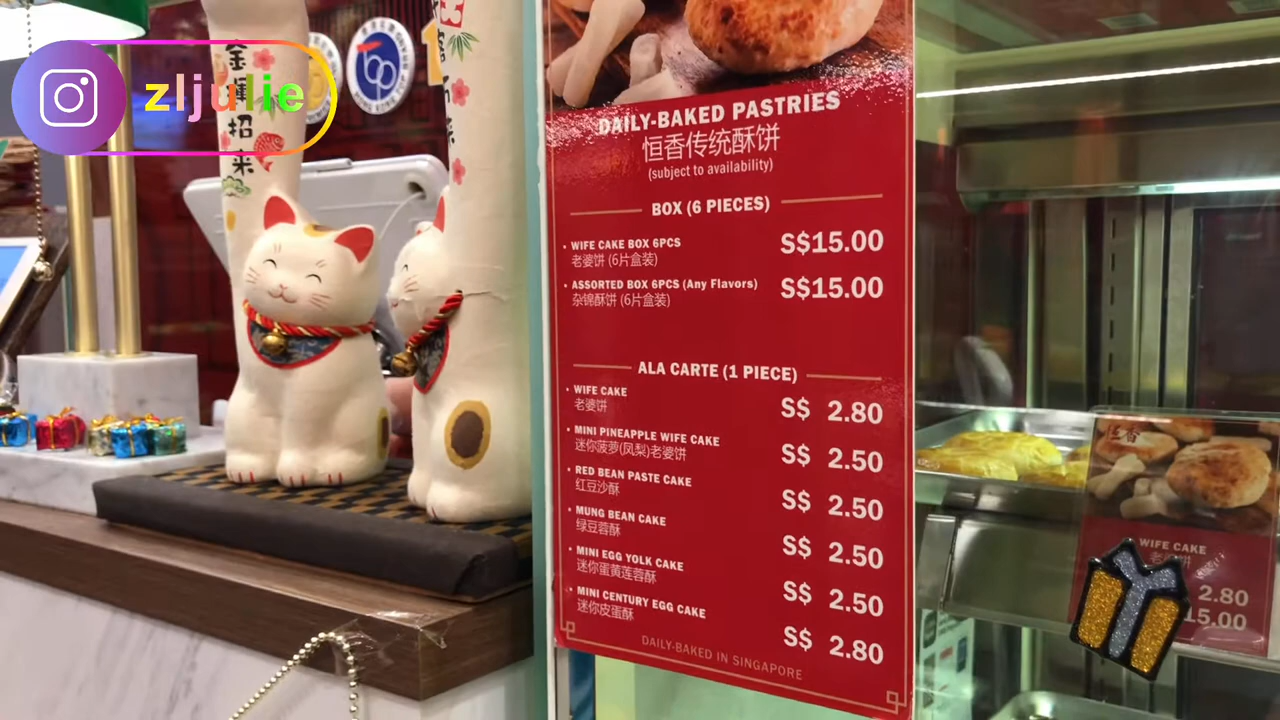 zljulie
金
招
来
DAILY-BAKED PASTRIES
恒香传统酥饼
(subject to availability)
BOX (6 PIECES)
• WIFE CAKE BOX 6PCS S$15.00
老婆饼 (6片盒装)
• ASSORTED BOX 6PCS (Any Flavors) S$15.00
杂锦酥饼 (6片盒装)
ALA CARTE (1 PIECE)
• WIFE CAKE S$ 2.80
老婆饼
• MINI PINEAPPLE WIFE CAKE S$ 2.50
迷你菠萝(凤梨)老婆饼
• RED BEAN PASTE CAKE S$ 2.50
红豆沙酥
• MUNG BEAN CAKE S$ 2.50
绿豆蓉酥
• MINI EGG YOLK CAKE S$ 2.50
迷你蛋黄莲蓉酥
• MINI CENTURY EGG CAKE S$ 2.80
迷你皮蛋酥
DAILY-BAKED IN SINGAPORE
恒香
WIFE CAKE
2.80
15.00